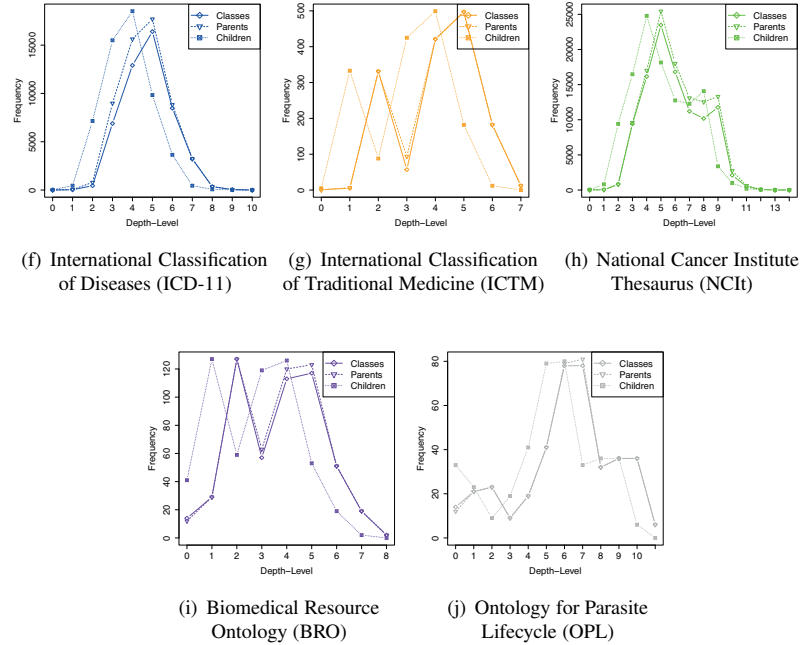 Frequency
0
5000
10000
15000
0 1 2 3 4 5 6 7 8 9 10
Depth−Level
Classes
Parents
Children
(f) International Classification
of Diseases (ICD-11)
Frequency
0
100
200
300
400
500
0 1 2 3 4 5 6 7
Depth−Level
Classes
Parents
Children
(g) International Classification
of Traditional Medicine (ICTM)
Frequency
0
5000
10000
15000
20000
25000
0 1 2 3 4 5 6 7 8 9 10 11 13
Depth−Level
Classes
Parents
Children
(h) National Cancer Institute
Thesaurus (NCIt)
Frequency
0
20
40
60
80
100
120
0 1 2 3 4 5 6 7 8
Depth−Level
Classes
Parents
Children
(i) Biomedical Resource
Ontology (BRO)
Frequency
0
20
40
60
80
0 1 2 3 4 5 6 7 8 9 10
Depth−Level
Classes
Parents
Children
(j) Ontology for Parasite
Lifecycle (OPL)